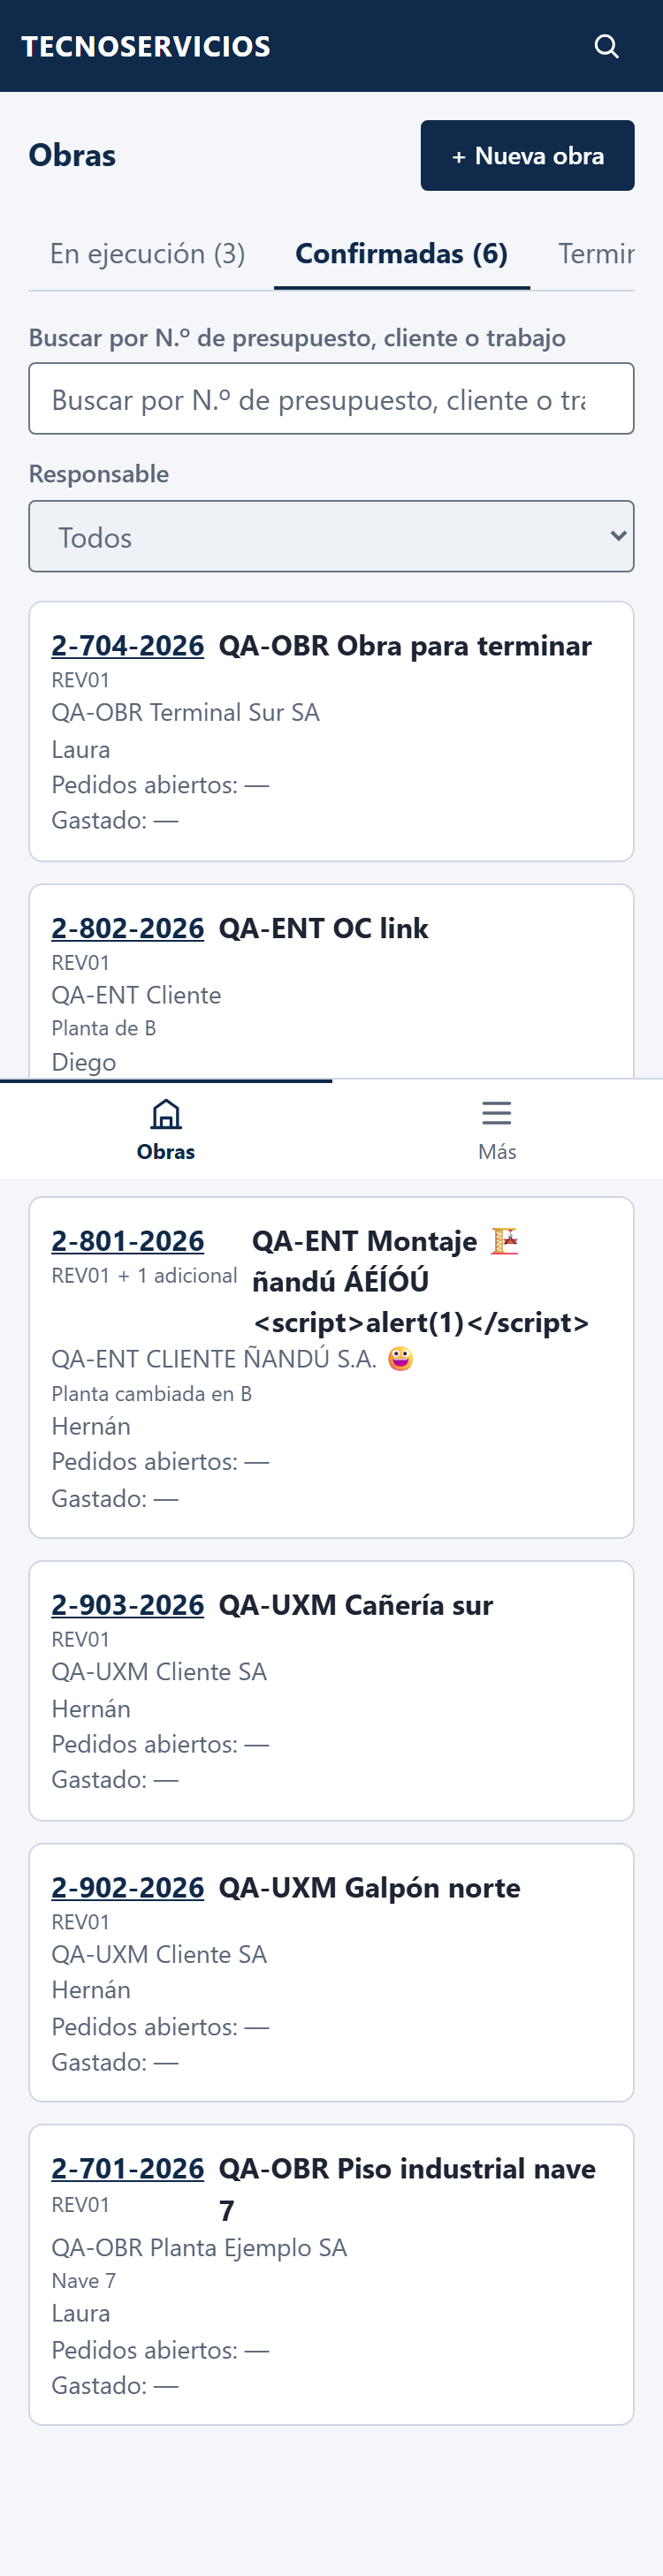 TECNOSERVICIOS
Obras
+ Nueva obra
En ejecución (3)
Confirmadas (6)
Termin
Buscar por N.º de presupuesto, cliente o trabajo
Buscar por N.º de presupuesto, cliente o tra
Responsable
Todos
2-704-2026 QA-OBR Obra para terminar
REV01
QA-OBR Terminal Sur SA
Laura
Pedidos abiertos: —
Gastado: —
2-802-2026 QA-ENT OC link
REV01
QA-ENT Cliente
Planta de B
Diego
Obras
Más
2-801-2026 QA-ENT Montaje 🏗️
REV01 + 1 adicional ñandú ÁÉÍÓÚ
<script>alert(1)</script>
QA-ENT CLIENTE ÑANDÚ S.A. 😀
Planta cambiada en B
Hernán
Pedidos abiertos: —
Gastado: —
2-903-2026 QA-UXM Cañería sur
REV01
QA-UXM Cliente SA
Hernán
Pedidos abiertos: —
Gastado: —
2-902-2026 QA-UXM Galpón norte
REV01
QA-UXM Cliente SA
Hernán
Pedidos abiertos: —
Gastado: —
2-701-2026 QA-OBR Piso industrial nave
REV01 7
QA-OBR Planta Ejemplo SA
Nave 7
Laura
Pedidos abiertos: —
Gastado: —